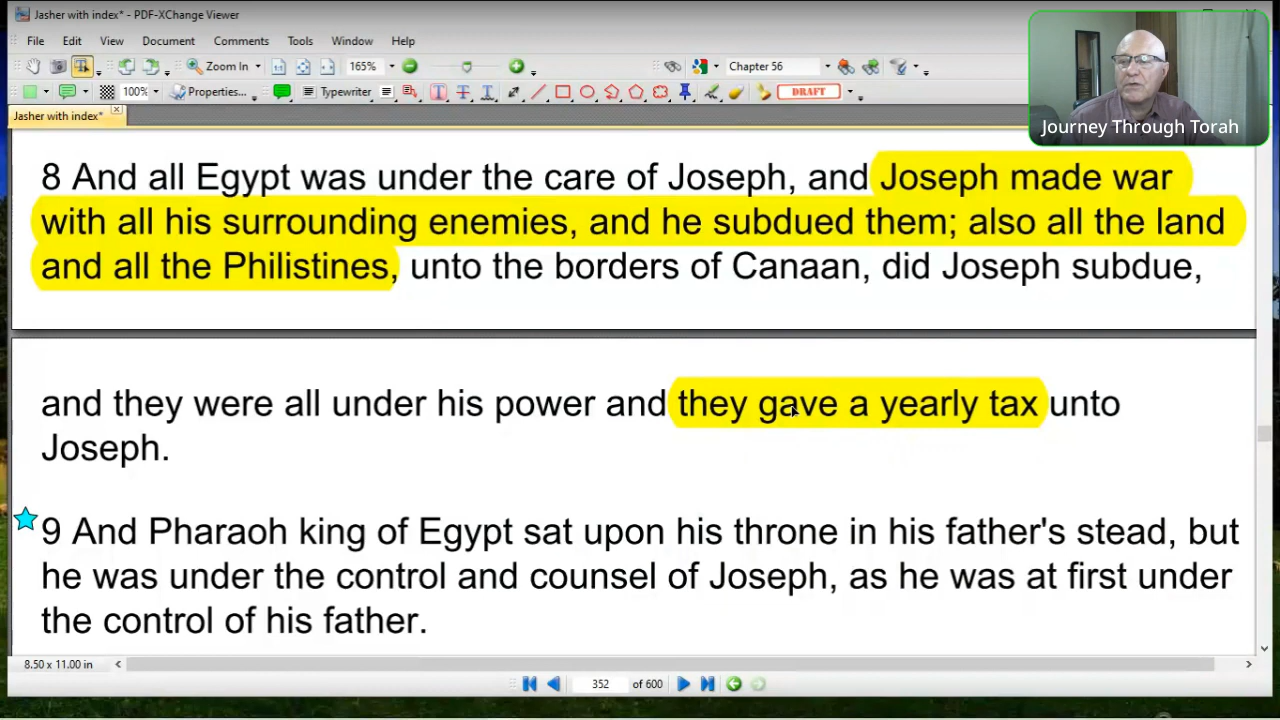 Jasher with index* - PDF-XChange Viewer
File Edit View Document Comments Tools Window Help
Zoom In 165% Chapter 56
100% Properties... Typewriter DRAFT
Jasher with index*
Journey Through Torah
8 And all Egypt was under the care of Joseph, and Joseph made war
with all his surrounding enemies, and he subdued them; also all the land
and all the Philistines, unto the borders of Canaan, did Joseph subdue,
and they were all under his power and they gave a yearly tax unto
Joseph.
9 And Pharaoh king of Egypt sat upon his throne in his father's stead, but
he was under the control and counsel of Joseph, as he was at first under
the control of his father.
8.50 x 11.00 in
352 of 600